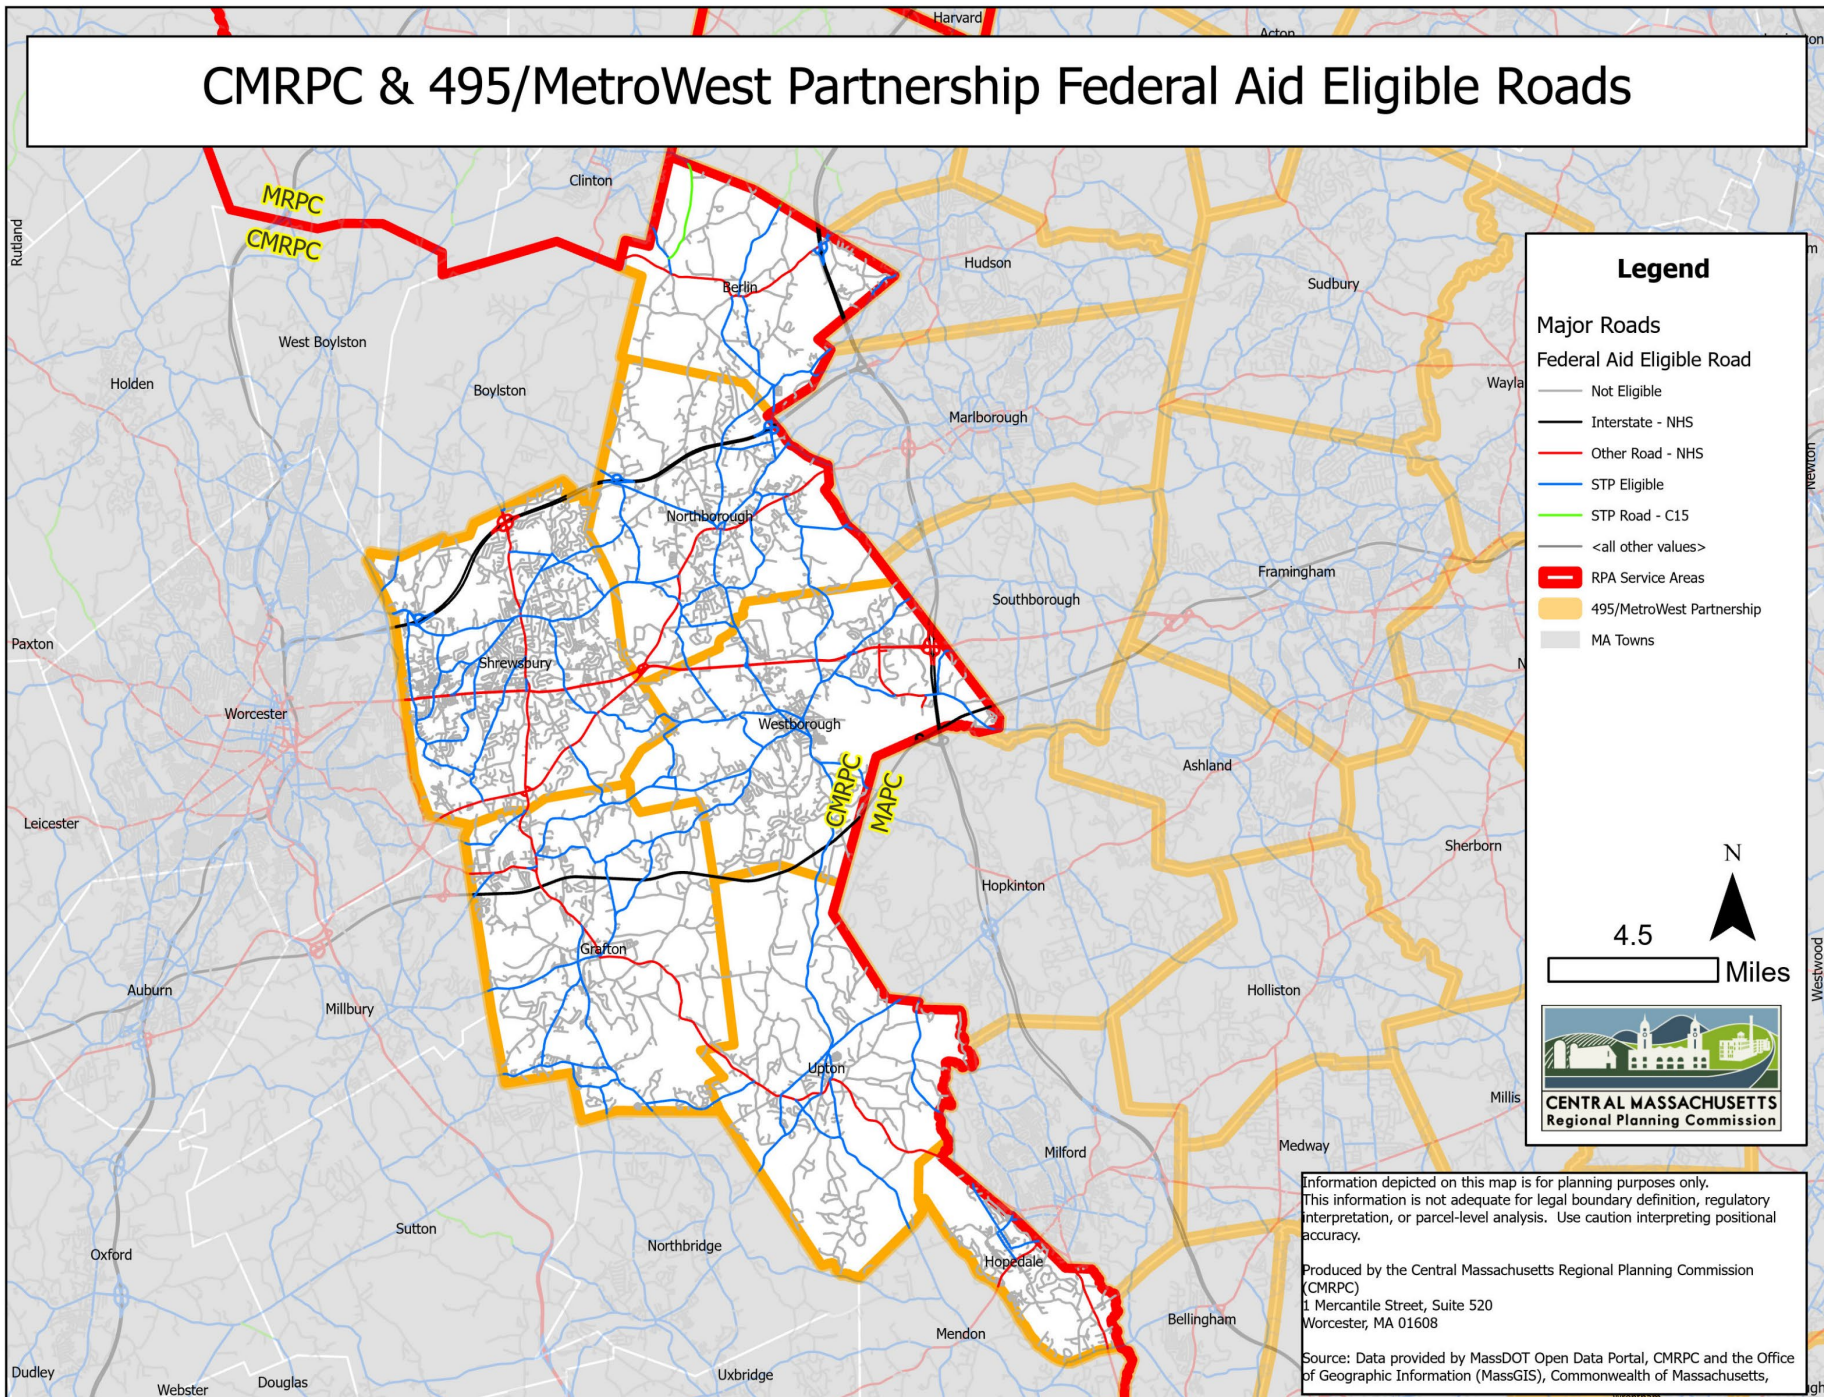 Harvard
Acton
CMRPC & 495/MetroWest Partnership Federal Aid Eligible Roads
Clinton
MRPC
CMRPC
Rutland
Hudson
Berlin
Sudbury
West Boylston
Holden
Boylston
Marlborough
Northborough
Newton
Framingham
Southborough
Paxton
Shrewsbury
Worcester
Westborough
CMRPC
MAPC
Ashland
Leicester
Sherborn
Hopkinton
Grafton
Auburn
Millbury
Holliston
Westwood
Upton
Millis
Milford
Medway
Sutton
Northbridge
Oxford
Hopedale
Mendon
Bellingham
Dudley
Webster
Douglas
Uxbridge
Legend
Major Roads
Federal Aid Eligible Road
Not Eligible
Interstate - NHS
Other Road - NHS
STP Eligible
STP Road - C15
<all other values>
RPA Service Areas
495/MetroWest Partnership
MA Towns
N
4.5
Miles
CENTRAL MASSACHUSETTS
Regional Planning Commission
Information depicted on this map is for planning purposes only.
This information is not adequate for legal boundary definition, regulatory
interpretation, or parcel-level analysis. Use caution interpreting positional
accuracy.
Produced by the Central Massachusetts Regional Planning Commission
(CMRPC)
1 Mercantile Street, Suite 520
Worcester, MA 01608
Source: Data provided by MassDOT Open Data Portal, CMRPC and the Office
of Geographic Information (MassGIS), Commonwealth of Massachusetts,